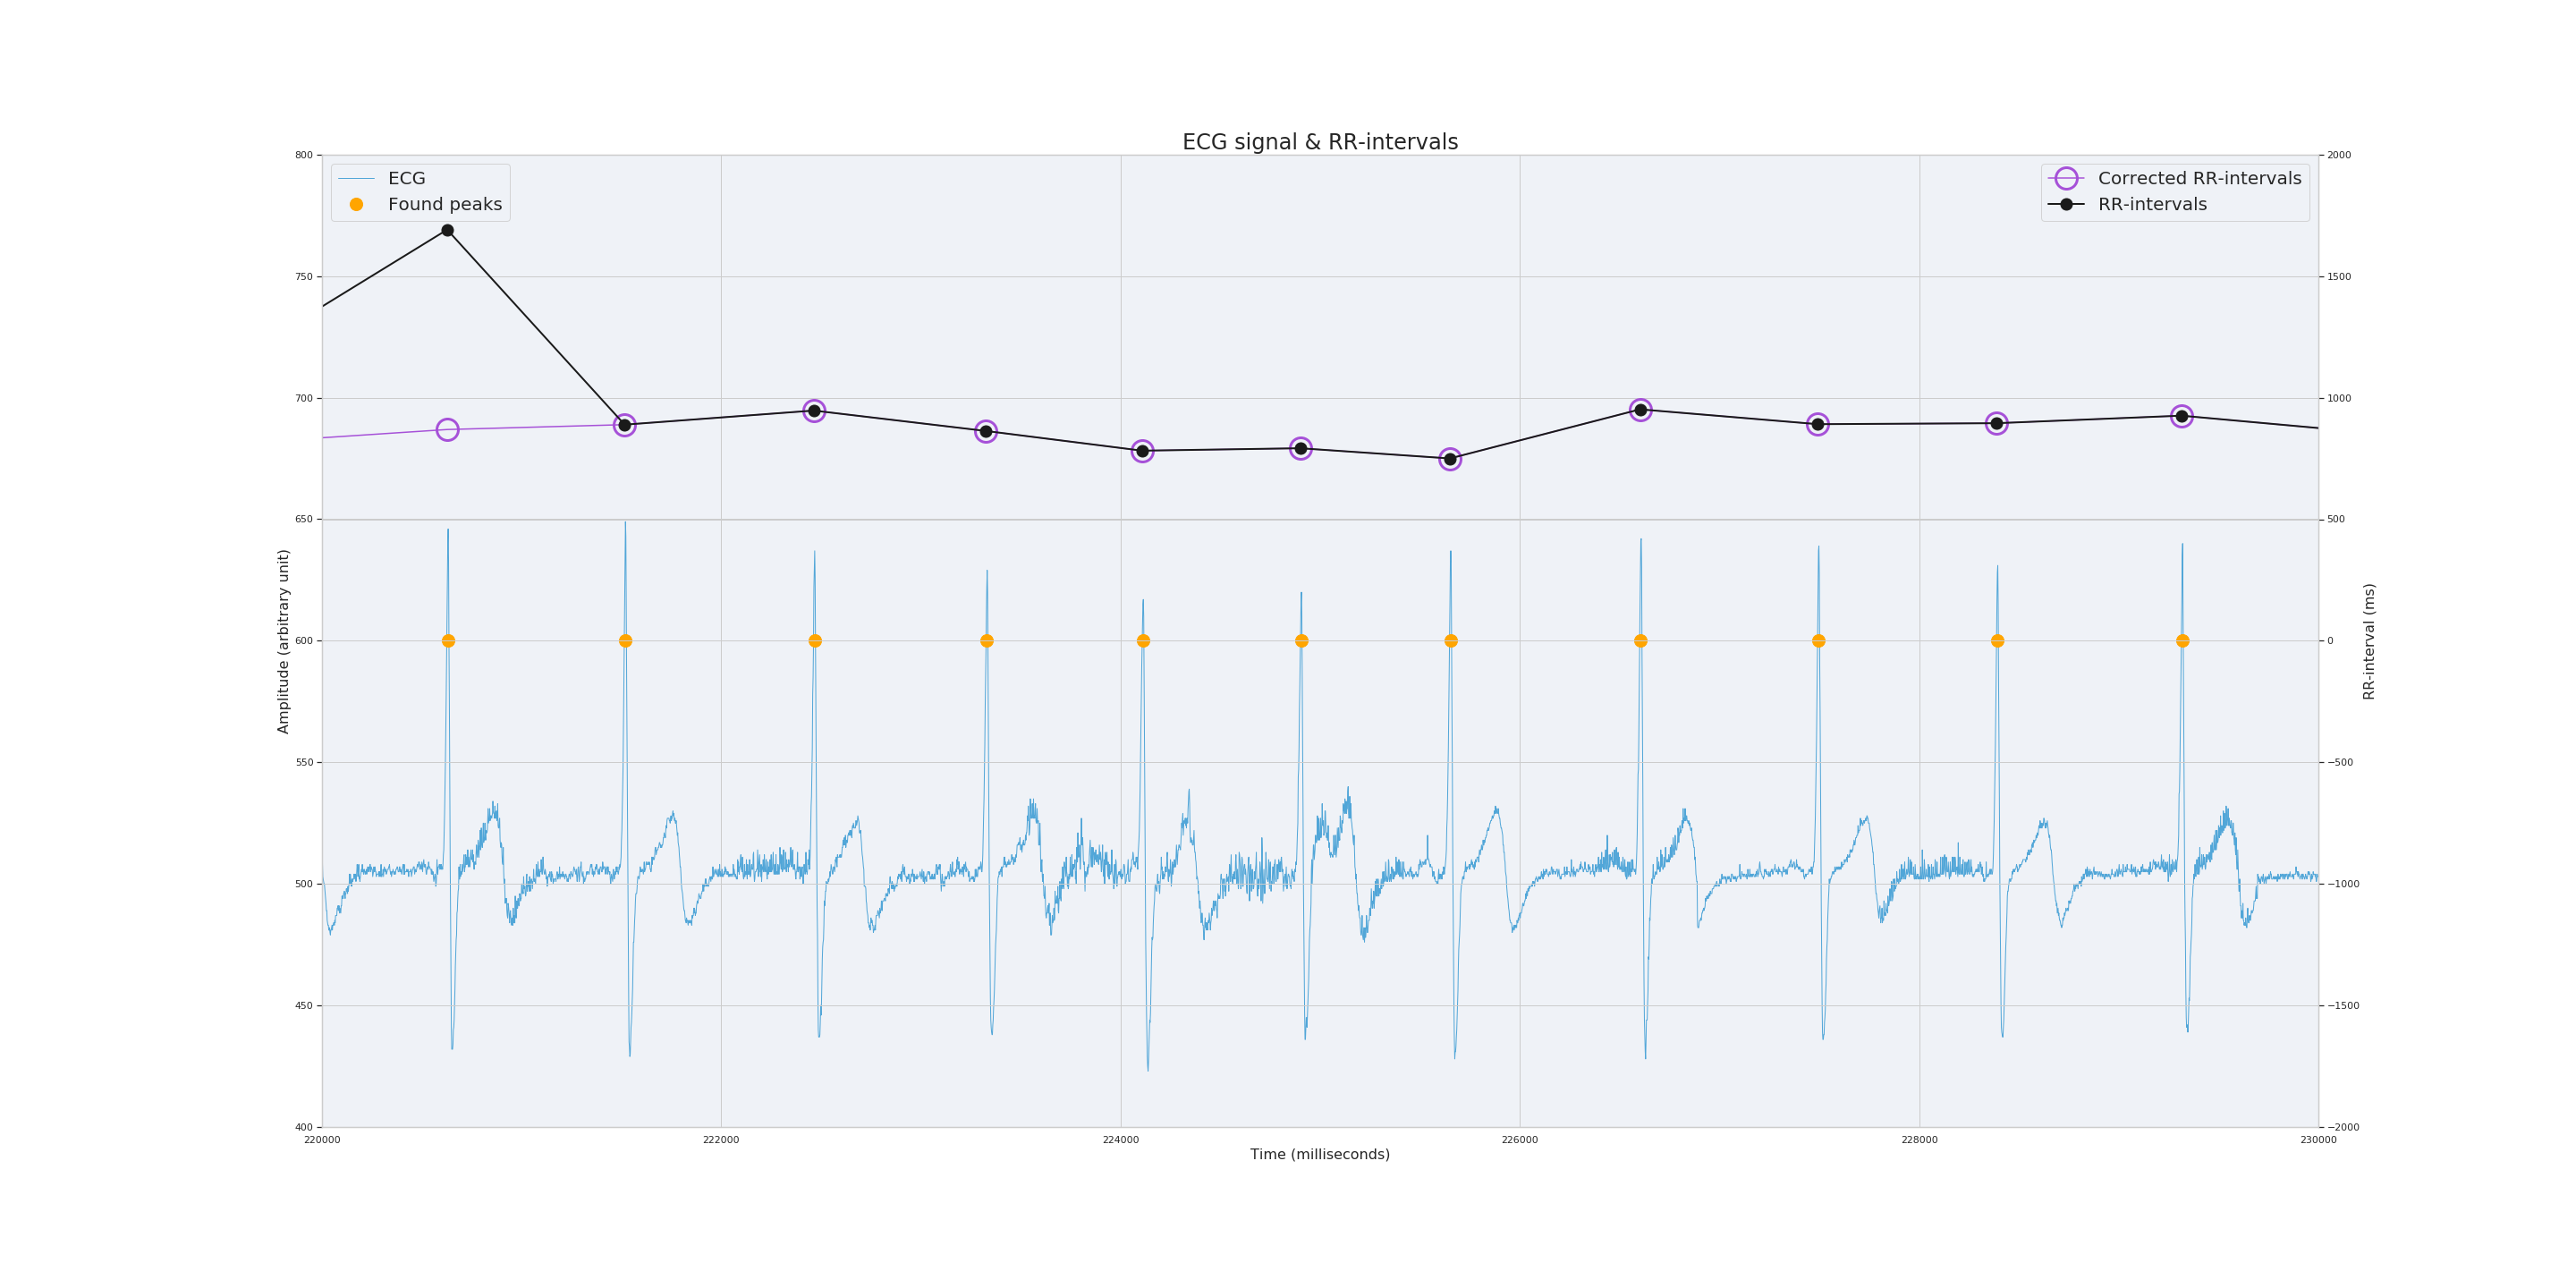 ECG signal & RR-intervals
ECG
Found peaks
Corrected RR-intervals
RR-intervals
800
750
700
650
600
550
500
450
400
Amplitude (arbitrary unit)
2000
1500
1000
500
0
−500
−1000
−1500
−2000
RR-interval (ms)
220000 222000 224000 226000 228000 230000
Time (milliseconds)